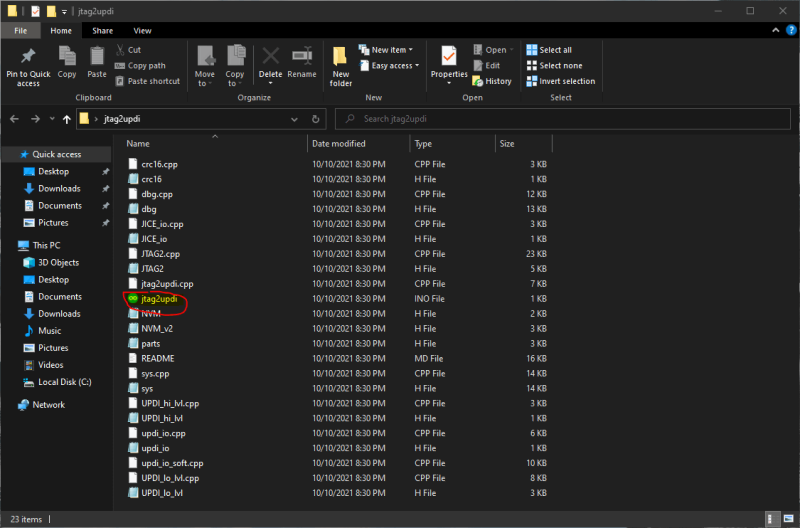 jtag2updi
File Home Share View
Pin to Quick access
Copy
Paste
Cut
Copy path
Paste shortcut
Clipboard
Move to
Copy to
Delete
Rename
Organize
New folder
New item
Easy access
New
Properties
Open
Edit
History
Open
Select all
Select none
Invert selection
Select
jtag2updi
Search jtag2updi
Quick access
Desktop
Downloads
Documents
Pictures
This PC
3D Objects
Desktop
Documents
Downloads
Music
Pictures
Videos
Local Disk (C:)
Network
Name Date modified Type Size
crc16.cpp 10/10/2021 8:30 PM CPP File 3 KB
crc16 10/10/2021 8:30 PM H File 1 KB
dbg.cpp 10/10/2021 8:30 PM CPP File 12 KB
dbg 10/10/2021 8:30 PM H File 13 KB
JICE_io.cpp 10/10/2021 8:30 PM CPP File 3 KB
JICE_io 10/10/2021 8:30 PM H File 1 KB
JTAG2.cpp 10/10/2021 8:30 PM CPP File 23 KB
JTAG2 10/10/2021 8:30 PM H File 5 KB
jtag2updi.cpp 10/10/2021 8:30 PM CPP File 7 KB
jtag2updi 10/10/2021 8:30 PM INO File 1 KB
NVM 10/10/2021 8:30 PM H File 2 KB
NVM_v2 10/10/2021 8:30 PM H File 3 KB
parts 10/10/2021 8:30 PM H File 3 KB
README 10/10/2021 8:30 PM MD File 16 KB
sys.cpp 10/10/2021 8:30 PM CPP File 14 KB
sys 10/10/2021 8:30 PM H File 14 KB
UPDI_hi_lvl.cpp 10/10/2021 8:30 PM CPP File 3 KB
UPDI_hi_lvl 10/10/2021 8:30 PM H File 1 KB
updi_io.cpp 10/10/2021 8:30 PM CPP File 6 KB
updi_io 10/10/2021 8:30 PM H File 1 KB
updi_io_soft.cpp 10/10/2021 8:30 PM CPP File 10 KB
UPDI_lo_lvl.cpp 10/10/2021 8:30 PM CPP File 8 KB
UPDI_lo_lvl 10/10/2021 8:30 PM H File 3 KB
23 items